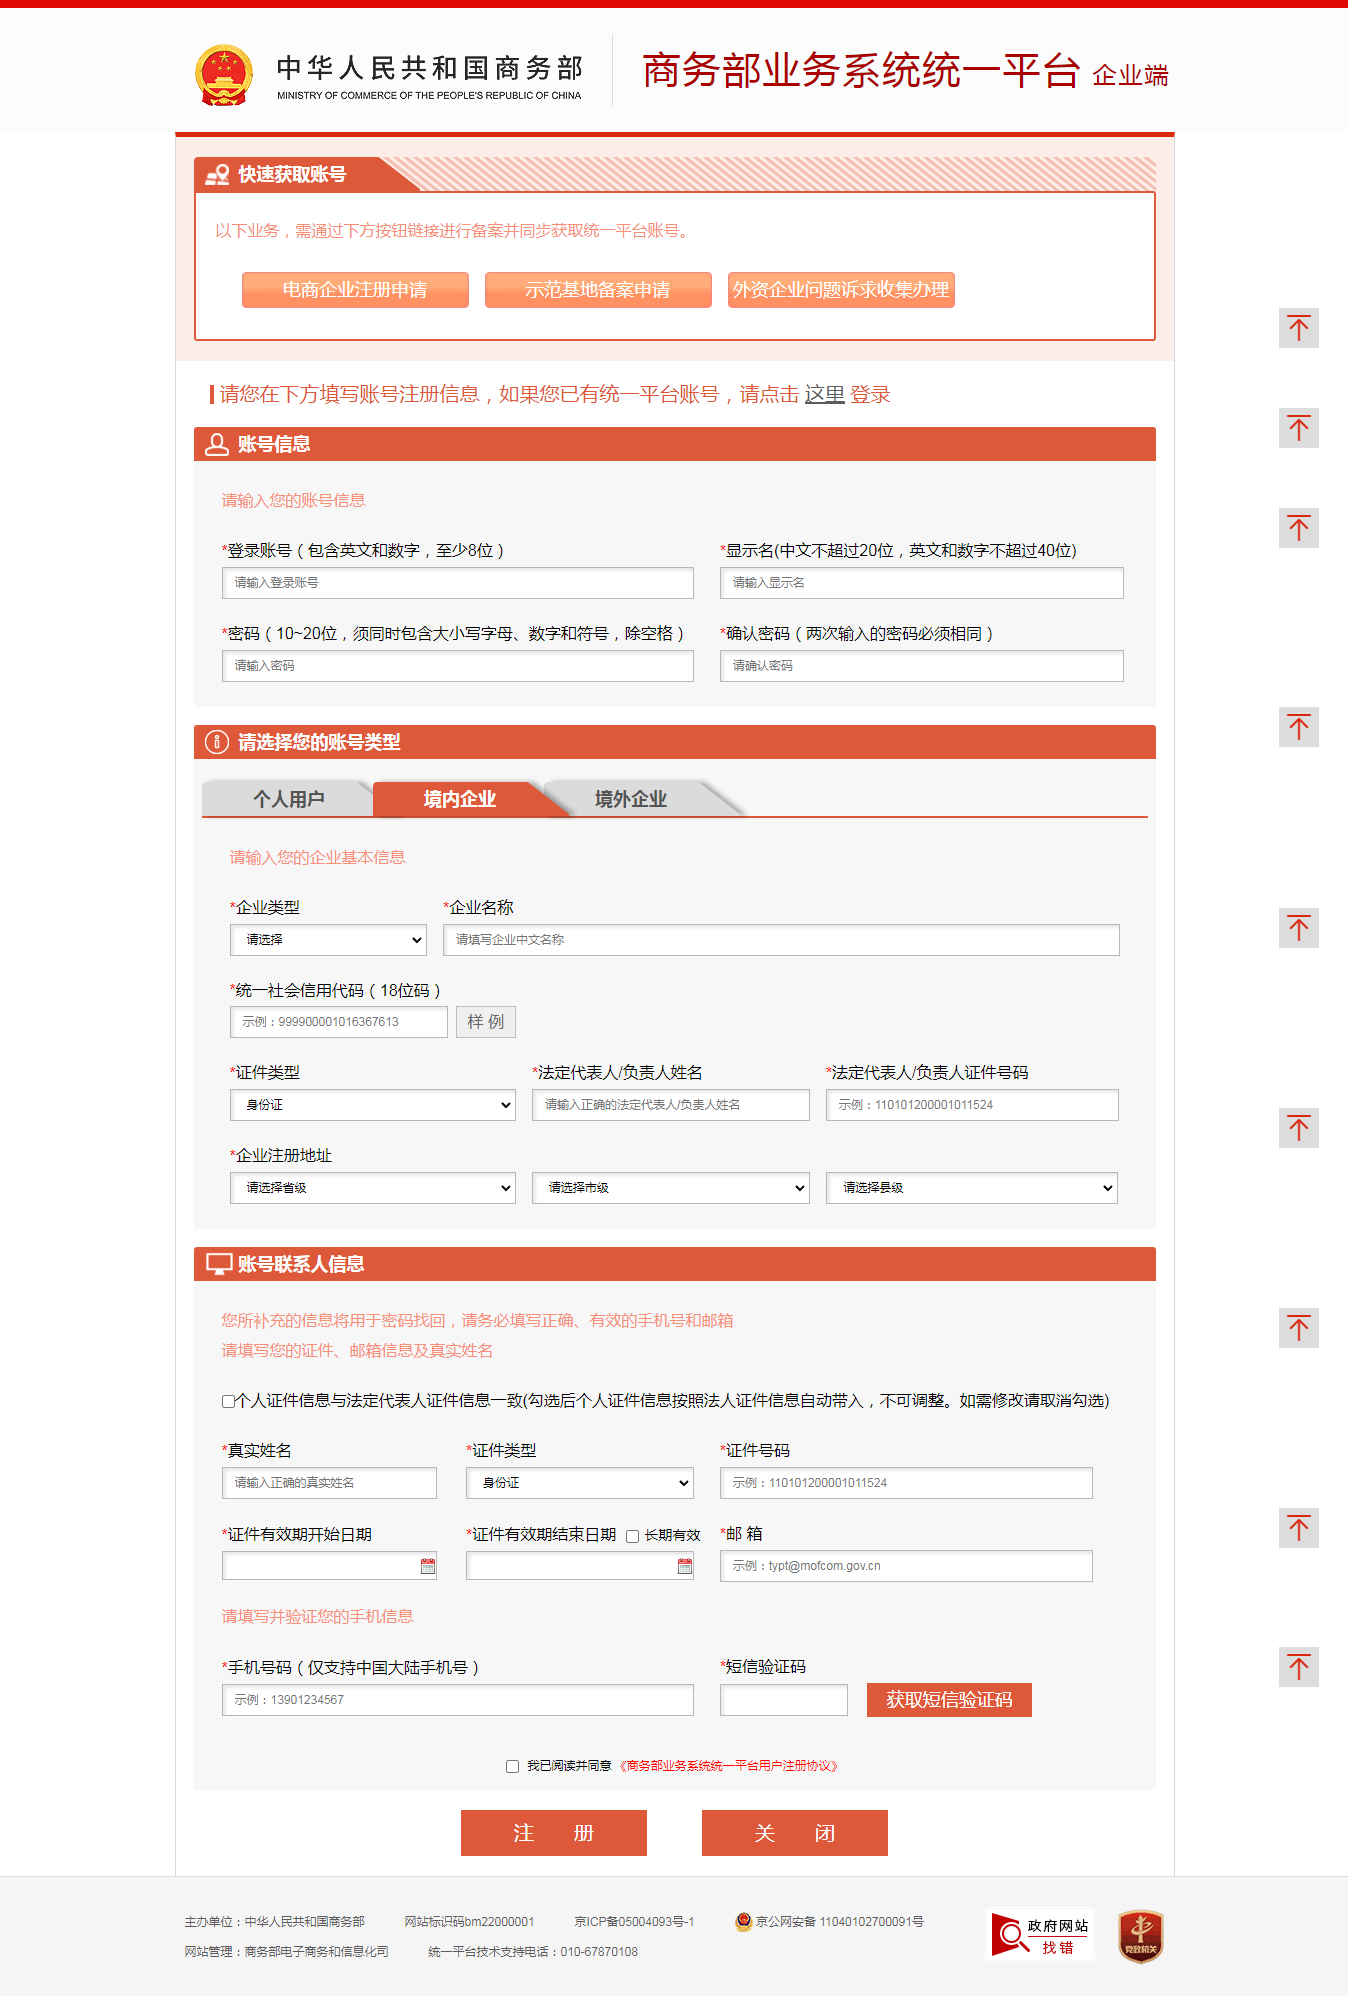 中华人民共和国商务部
MINISTRY OF COMMERCE OF THE PEOPLE'S REPUBLIC OF CHINA
商务部业务系统统一平台 企业端
快速获取账号
以下业务，需通过下方按钮链接进行备案并同步获取统一平台账号。
电商企业注册申请 示范基地备案申请 外资企业问题诉求收集办理
请您在下方填写账号注册信息，如果您已有统一平台账号，请点击 这里 登录
账号信息
请输入您的账号信息
*登录账号（包含英文和数字，至少8位） *显示名(中文不超过20位，英文和数字不超过40位)
请输入登录账号 请输入显示名
*密码（10~20位，须同时包含大小写字母、数字和符号，除空格） *确认密码（两次输入的密码必须相同）
请输入密码 请确认密码
请选择您的账号类型
个人用户 境内企业 境外企业
请输入您的企业基本信息
*企业类型 *企业名称
请选择 请填写企业中文名称
*统一社会信用代码（18位码）
示例：999900001016367613 样 例
*证件类型 *法定代表人/负责人姓名 *法定代表人/负责人证件号码
身份证 请输入正确的法定代表人/负责人姓名 示例：110101200001011524
*企业注册地址
请选择省级 请选择市级 请选择县级
账号联系人信息
您所补充的信息将用于密码找回，请务必填写正确、有效的手机号和邮箱
请填写您的证件、邮箱信息及真实姓名
个人证件信息与法定代表人证件信息一致(勾选后个人证件信息按照法人证件信息自动带入，不可调整。如需修改请取消勾选)
*真实姓名 *证件类型 *证件号码
请输入正确的真实姓名 身份证 示例：110101200001011524
*证件有效期开始日期 *证件有效期结束日期 长期有效 *邮 箱
示例：typt@mofcom.gov.cn
请填写并验证您的手机信息
*手机号码（仅支持中国大陆手机号） *短信验证码
示例：13901234567 获取短信验证码
我已阅读并同意 《商务部业务系统统一平台用户注册协议》
注 册 关 闭
主办单位：中华人民共和国商务部 网站标识码bm22000001 京ICP备05004093号-1 京公网安备 11040102700091号
网站管理：商务部电子商务和信息化司 统一平台技术支持电话：010-67870108
政府网站
找错
党政机关